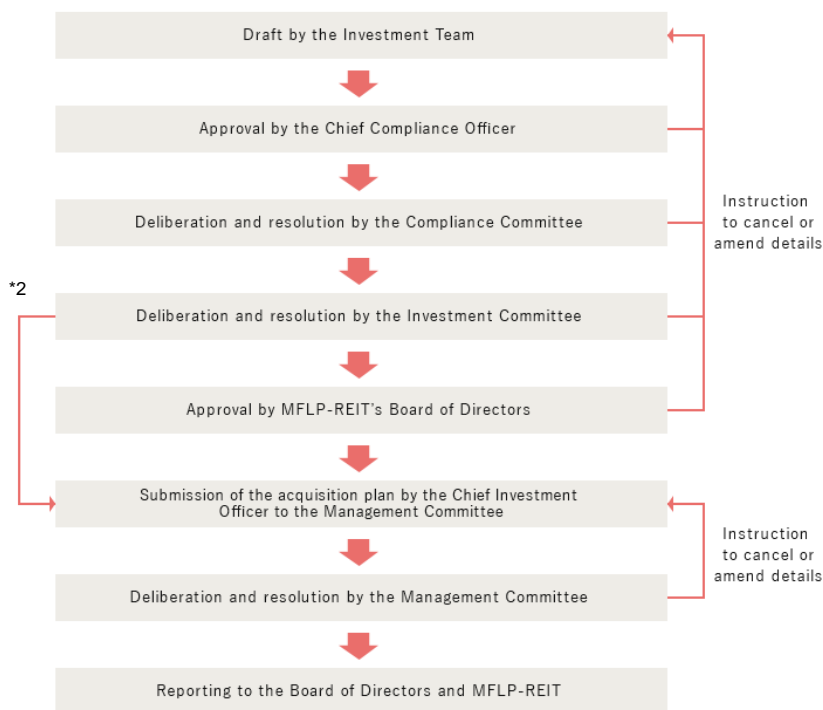 Draft by the Investment Team
Approval by the Chief Compliance Officer
Instruction
to cancel or
amend details
Deliberation and resolution by the Compliance Committee
*2
Deliberation and resolution by the Investment Committee
Approval by MFLP-REIT's Board of Directors
Submission of the acquisition plan by the Chief Investment
Officer to the Management Committee
Instruction
to cancel or
amend details
Deliberation and resolution by the Management Committee
Reporting to the Board of Directors and MFLP-REIT